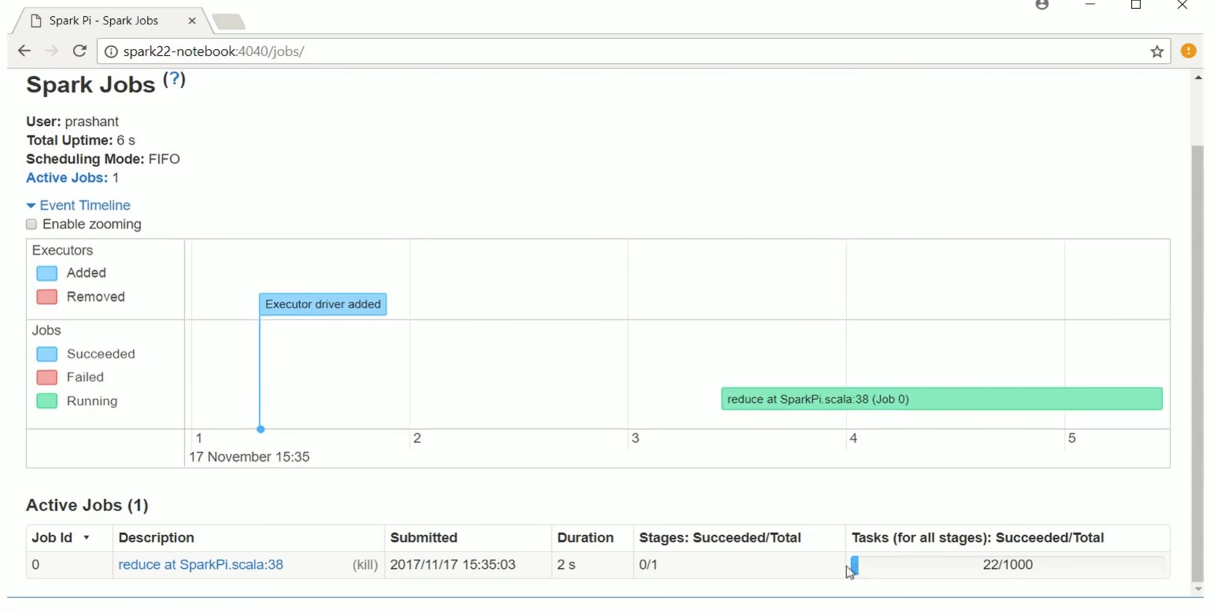 Spark Pi - Spark Jobs
spark22-notebook:4040/jobs/
Spark Jobs (?)
User: prashant
Total Uptime: 6 s
Scheduling Mode: FIFO
Active Jobs: 1
Event Timeline
Enable zooming
Executors
Added
Removed
Executor driver added
Jobs
Succeeded
Failed
Running
reduce at SparkPi.scala:38 (Job 0)
1 2 3 4 5
17 November 15:35
Active Jobs (1)
Job Id Description Submitted Duration Stages: Succeeded/Total Tasks (for all stages): Succeeded/Total
0 reduce at SparkPi.scala:38 (kill) 2017/11/17 15:35:03 2 s 0/1 22/1000